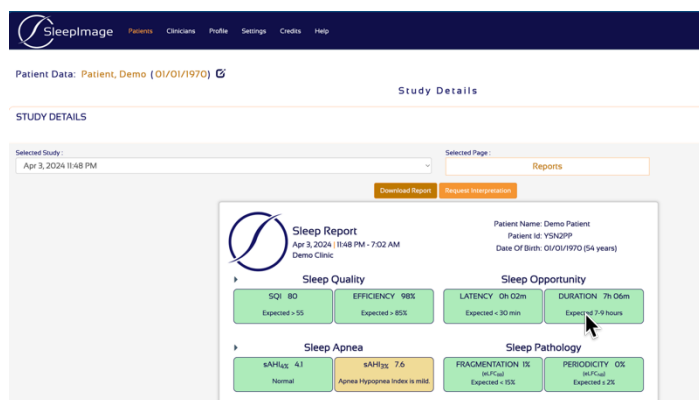 SleepImage Patients Clinicians Profile Settings Credits Help
Patient Data: Patient, Demo (01/01/1970)
Study Details
STUDY DETAILS
Selected Study :
Selected Page :
Apr 3, 2024 11:48 PM
Reports
Download Report
Request Interpretation
Sleep Report
Apr 3, 2024 | 11:48 PM - 7:02 AM
Demo Clinic
Patient Name: Demo Patient
Patient Id: YSN2PP
Date Of Birth: 01/01/1970 (54 years)
Sleep Quality
Sleep Opportunity
SQI 80
Expected > 55
EFFICIENCY 98%
Expected > 85%
LATENCY 0h 02m
Expected < 30 min
DURATION 7h 06m
Expected 7-9 hours
Sleep Apnea
Sleep Pathology
sAHI4% 4.1
Normal
sAHI3% 7.6
Apnea Hypopnea Index is mild.
FRAGMENTATION 1%
Expected < 15%
PERIODICITY 0%
Expected ≤ 2%